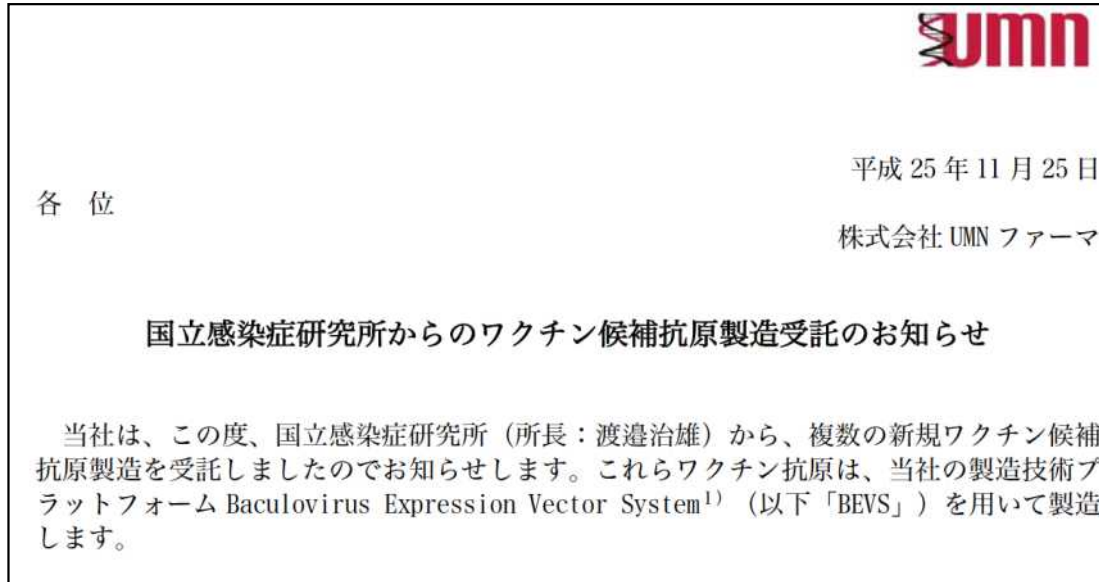 umn
平成 25 年 11 月 25 日
各　位
株式会社 UMN ファーマ
国立感染症研究所からのワクチン候補抗原製造受託のお知らせ
当社は、この度、国立感染症研究所（所長：渡邉治雄）から、複数の新規ワクチン候補
抗原製造を受託しましたのでお知らせします。これらワクチン抗原は、当社の製造技術プ
ラットフォーム Baculovirus Expression Vector System1)（以下「BEVS」）を用いて製造
します。